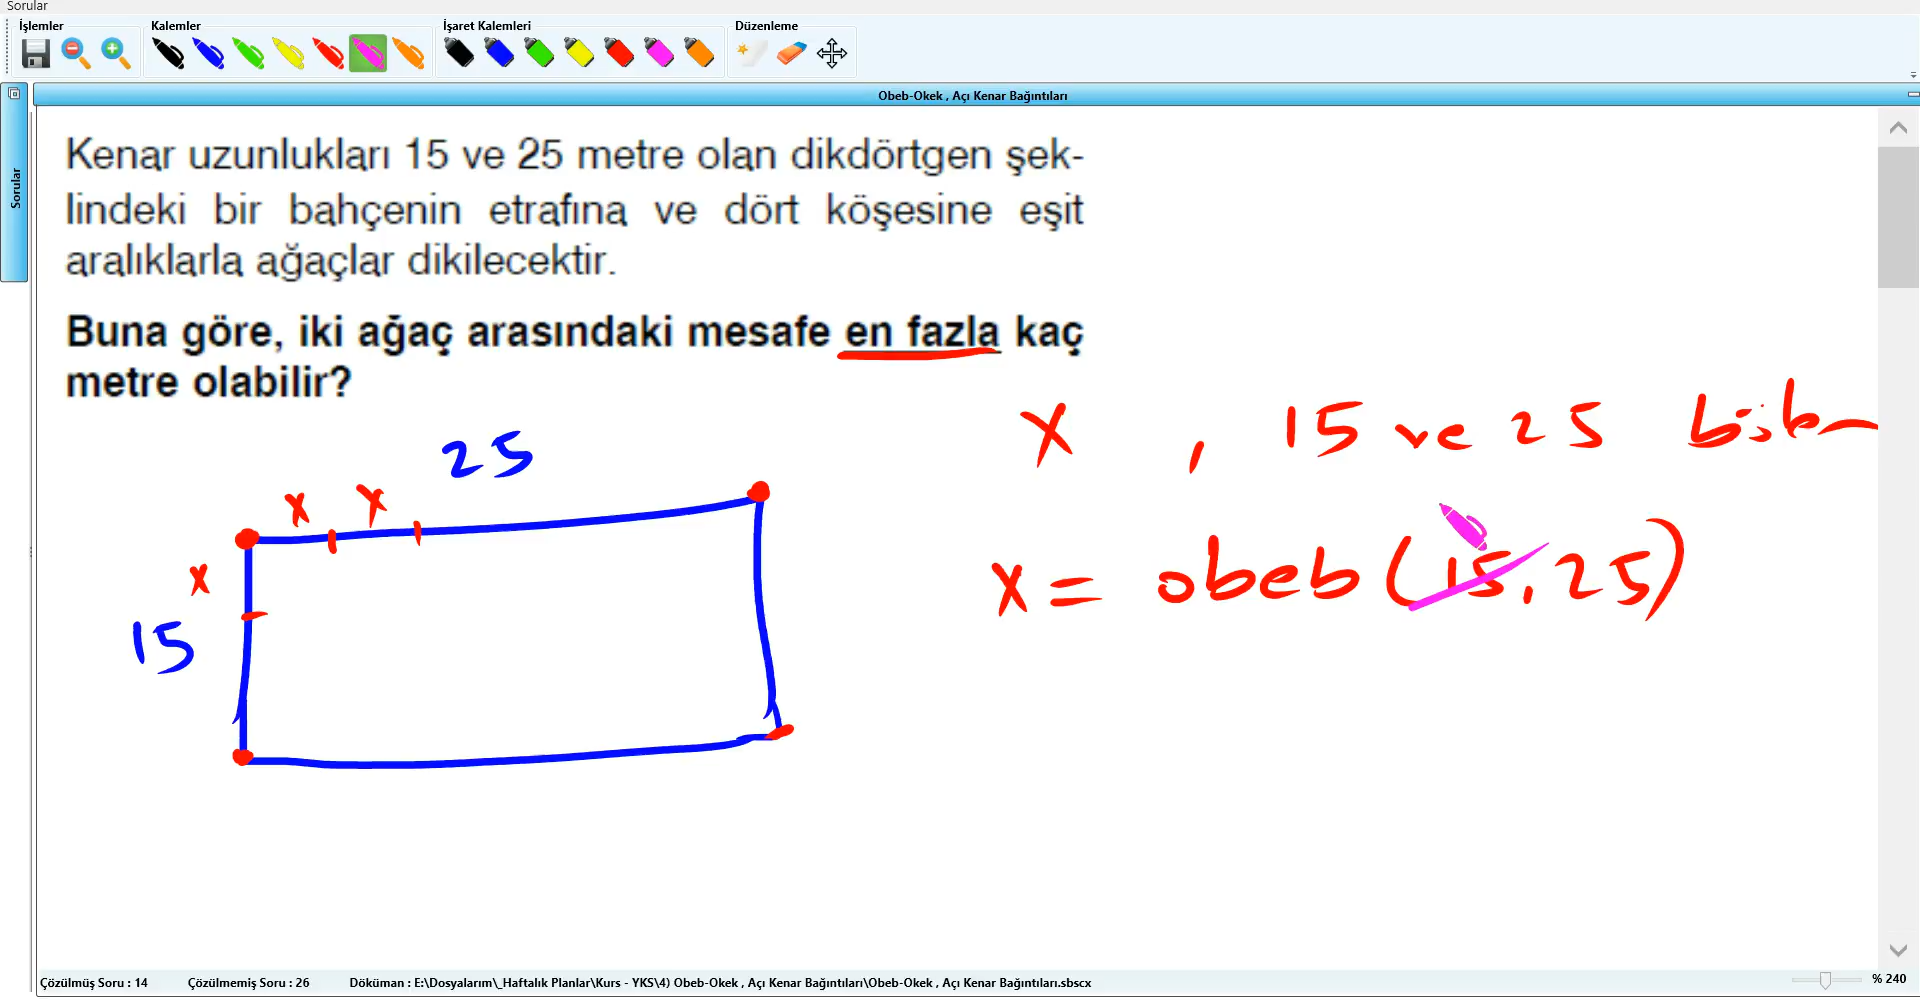 Sorular
İşlemler Kalemler İşaret Kalemleri Düzenleme
Obeb-Okek , Açı Kenar Bağıntıları
Sorular
Kenar uzunlukları 15 ve 25 metre olan dikdörtgen şek-
lindeki bir bahçenin etrafına ve dört köşesine eşit
aralıklarla ağaçlar dikilecektir.
Buna göre, iki ağaç arasındaki mesafe en fazla kaç
metre olabilir?
x , 15 ve 25
25
x x
x
15
x = obeb (15, 25)
Çözülmüş Soru : 14 Çözülmemiş Soru : 26 Döküman : E:\Dosyalarım\_Haftalık Planlar\Kurs - YKS\4) Obeb-Okek , Açı Kenar Bağıntıları\Obeb-Okek , Açı Kenar Bağıntıları.sbscx % 240